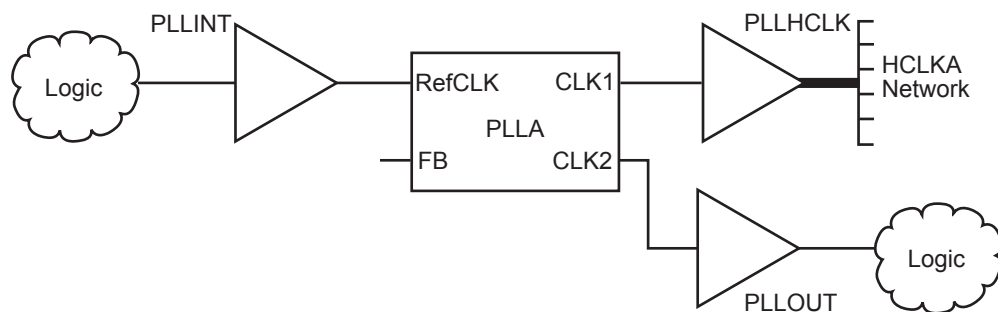 PLLINT
PLLHCLK
Logic
RefCLK
CLK1
HCLKA
Network
PLLA
FB
CLK2
Logic
PLLOUT